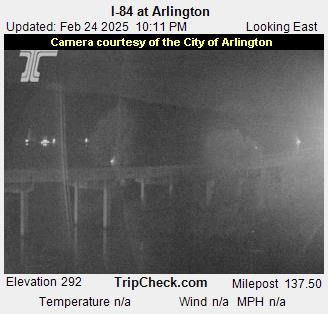 I-84 at Arlington
Updated: Feb 24 2025 10:11 PM Looking East
Camera courtesy of the City of Arlington
Elevation 292 TripCheck.com Milepost 137.50
Temperature n/a Wind n/a MPH n/a